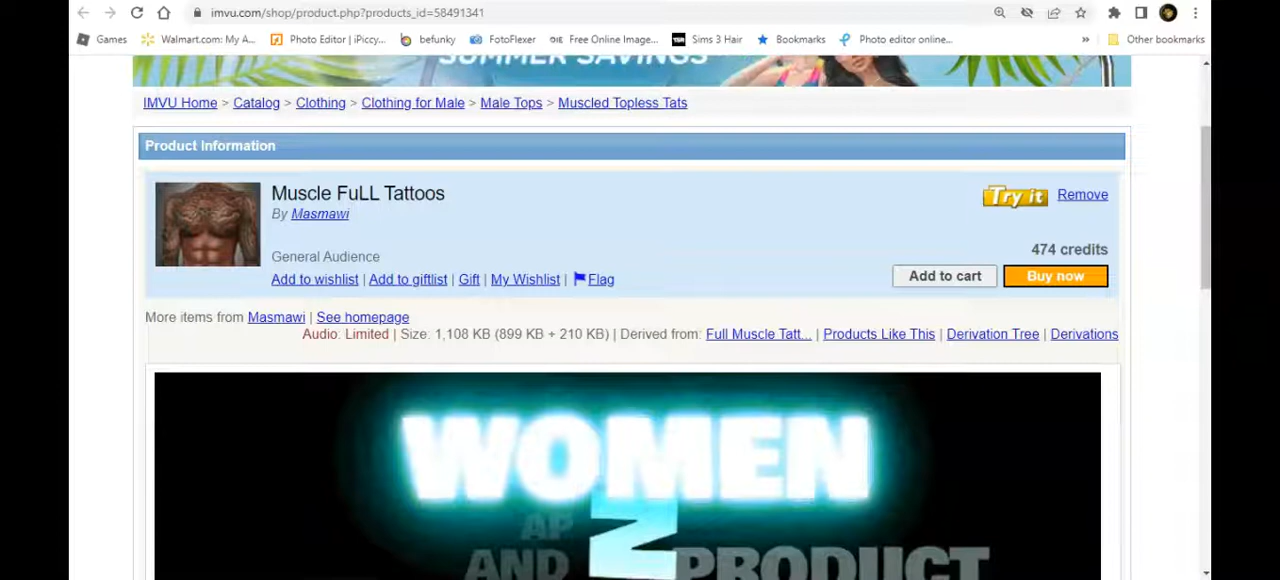 imvu.com/shop/product.php?products_id=58491341
Games Walmart.com: My A... Photo Editor | iPiccy... befunky FotoFlexer Free Online Image... Sims 3 Hair Bookmarks Photo editor online... » Other bookmarks
SUMMER SAVINGS
IMVU Home > Catalog > Clothing > Clothing for Male > Male Tops > Muscled Topless Tats
Product Information
Muscle FuLL Tattoos
By Masmawi
Try it Remove
General Audience
474 credits
Add to wishlist | Add to giftlist | Gift | My Wishlist | Flag
Add to cart Buy now
More items from Masmawi | See homepage
Audio: Limited | Size: 1,108 KB (899 KB + 210 KB) | Derived from: Full Muscle Tatt... | Products Like This | Derivation Tree | Derivations
WOMEN
AP
AND Z PRODUCT